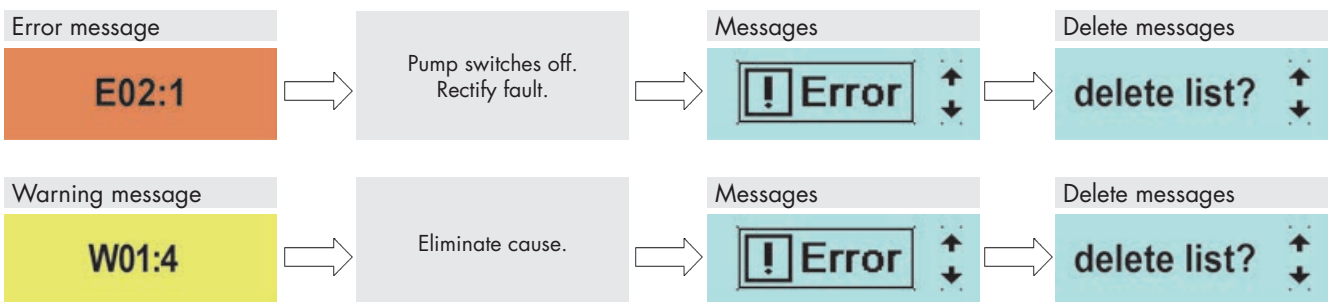 Error message
E02:1
Pump switches off.
Rectify fault.
Messages
! Error
Delete messages
delete list?
Warning message
W01:4
Eliminate cause.
Messages
! Error
Delete messages
delete list?